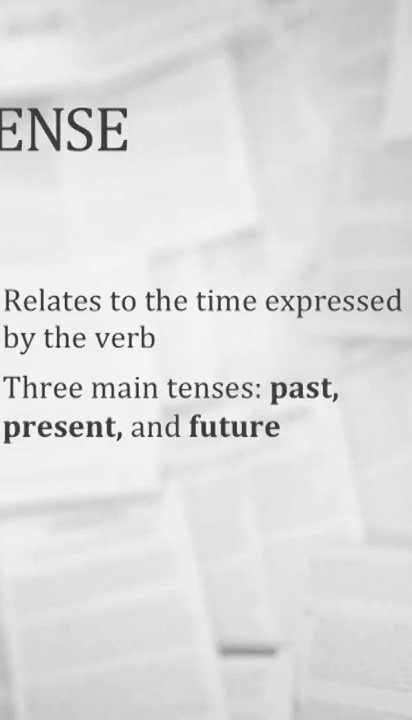 ENSE
Relates to the time expressed
by the verb
Three main tenses: past,
present, and future